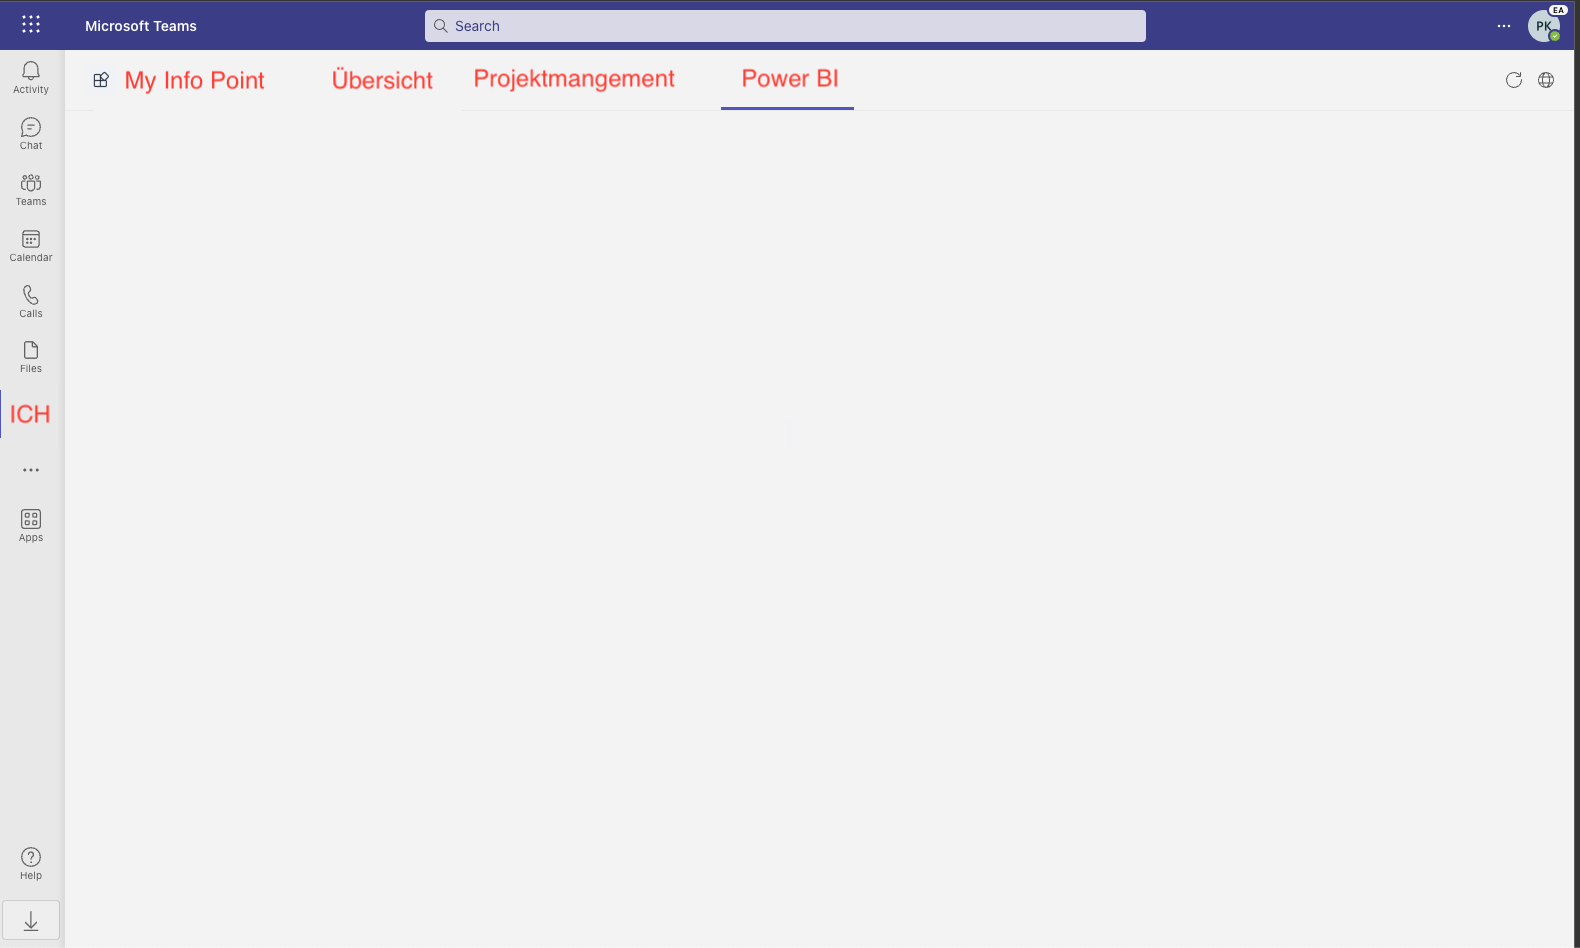 Microsoft Teams
Search
EA
PK
Activity
My Info Point
Übersicht
Projektmangement
Power BI
Chat
Teams
Calendar
Calls
Files
ICH
Apps
Help